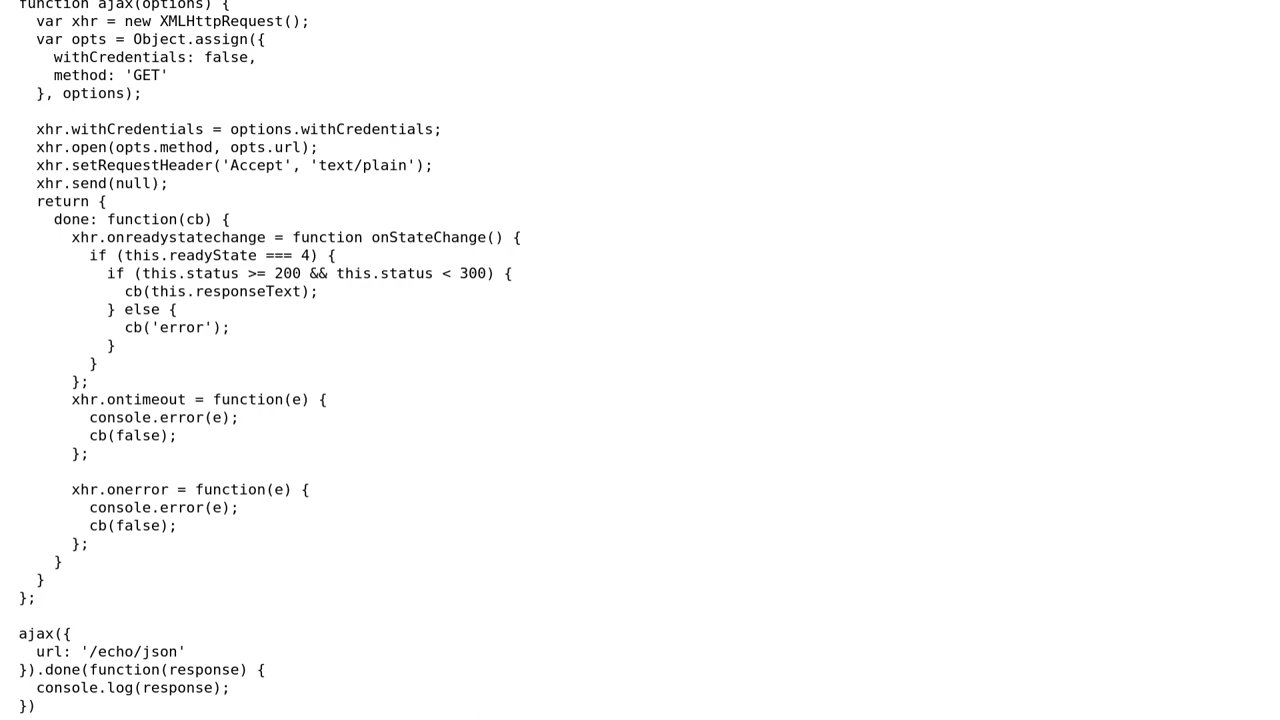 function ajax(options) {
  var xhr = new XMLHttpRequest();
  var opts = Object.assign({
    withCredentials: false,
    method: 'GET'
  }, options);

  xhr.withCredentials = options.withCredentials;
  xhr.open(opts.method, opts.url);
  xhr.setRequestHeader('Accept', 'text/plain');
  xhr.send(null);
  return {
    done: function(cb) {
      xhr.onreadystatechange = function onStateChange() {
        if (this.readyState === 4) {
          if (this.status >= 200 && this.status < 300) {
            cb(this.responseText);
          } else {
            cb('error');
          }
        }
      };
      xhr.ontimeout = function(e) {
        console.error(e);
        cb(false);
      };

      xhr.onerror = function(e) {
        console.error(e);
        cb(false);
      };
    }
  }
};

ajax({
  url: '/echo/json'
}).done(function(response) {
  console.log(response);
})